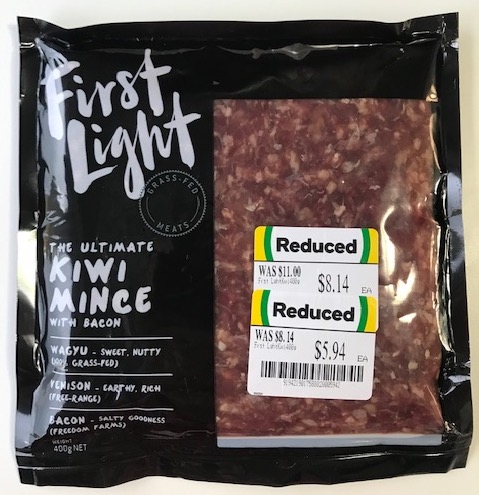 First
Light
GRASS-FED
MEATS
THE ULTIMATE
KIWI
MINCE
WITH BACON
WAGYU - SWEET, NUTTY
(100% GRASS-FED)
VENISON - EARTHY, RICH
(FREE-RANGE)
BACON - SALTY GOODNESS
(FREEDOM FARMS)
WEIGHT
400g NET
Reduced
WAS $11.00
$8.14 EA
Reduced
WAS $8.14
$5.94 EA